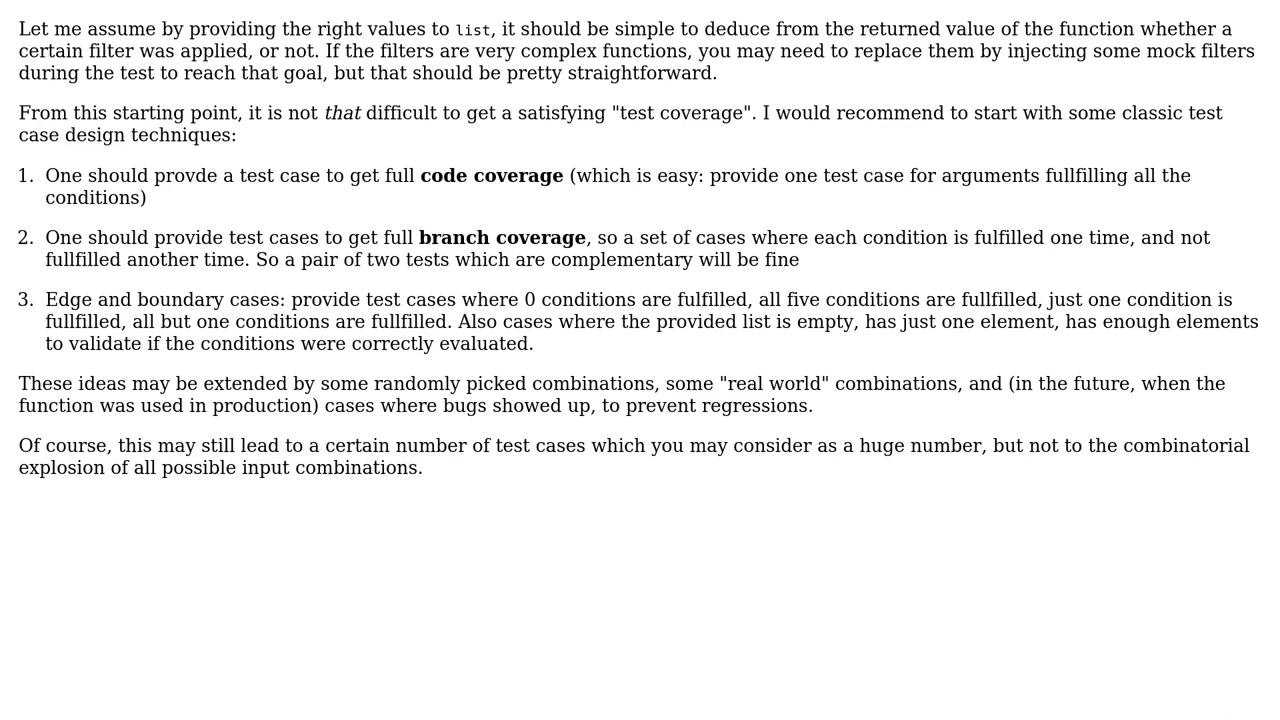 Let me assume by providing the right values to list, it should be simple to deduce from the returned value of the function whether a
certain filter was applied, or not. If the filters are very complex functions, you may need to replace them by injecting some mock filters
during the test to reach that goal, but that should be pretty straightforward.
From this starting point, it is not that difficult to get a satisfying "test coverage". I would recommend to start with some classic test
case design techniques:
1. One should provde a test case to get full code coverage (which is easy: provide one test case for arguments fullfilling all the
conditions)
2. One should provide test cases to get full branch coverage, so a set of cases where each condition is fulfilled one time, and not
fullfilled another time. So a pair of two tests which are complementary will be fine
3. Edge and boundary cases: provide test cases where 0 conditions are fulfilled, all five conditions are fullfilled, just one condition is
fullfilled, all but one conditions are fullfilled. Also cases where the provided list is empty, has just one element, has enough elements
to validate if the conditions were correctly evaluated.
These ideas may be extended by some randomly picked combinations, some "real world" combinations, and (in the future, when the
function was used in production) cases where bugs showed up, to prevent regressions.
Of course, this may still lead to a certain number of test cases which you may consider as a huge number, but not to the combinatorial
explosion of all possible input combinations.